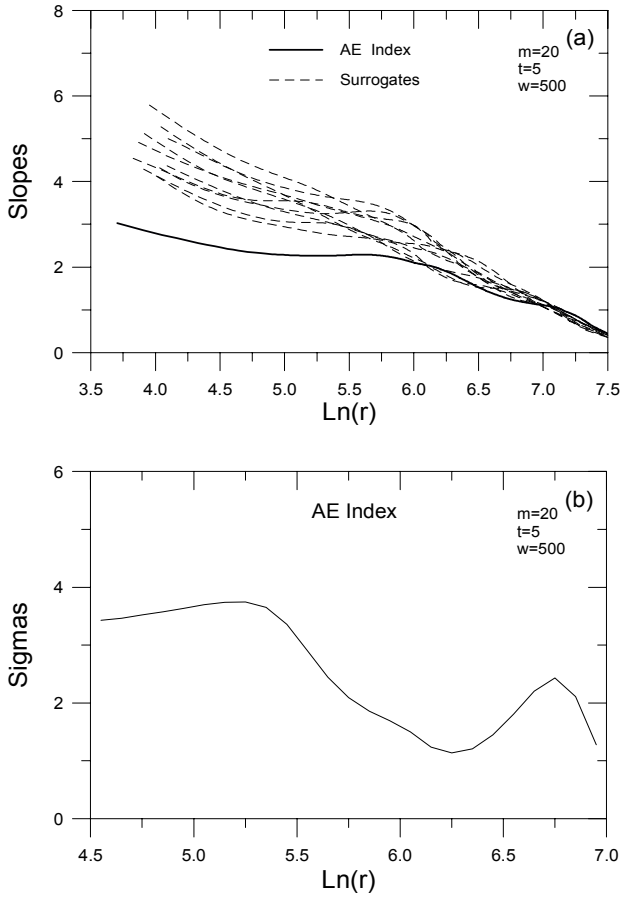 (a)
AE Index
Surrogates
m=20
t=5
w=500
Slopes
8
6
4
2
0
3.5 4.0 4.5 5.0 5.5 6.0 6.5 7.0 7.5
Ln(r)
(b)
AE Index
m=20
t=5
w=500
Sigmas
6
4
2
0
4.5 5.0 5.5 6.0 6.5 7.0
Ln(r)